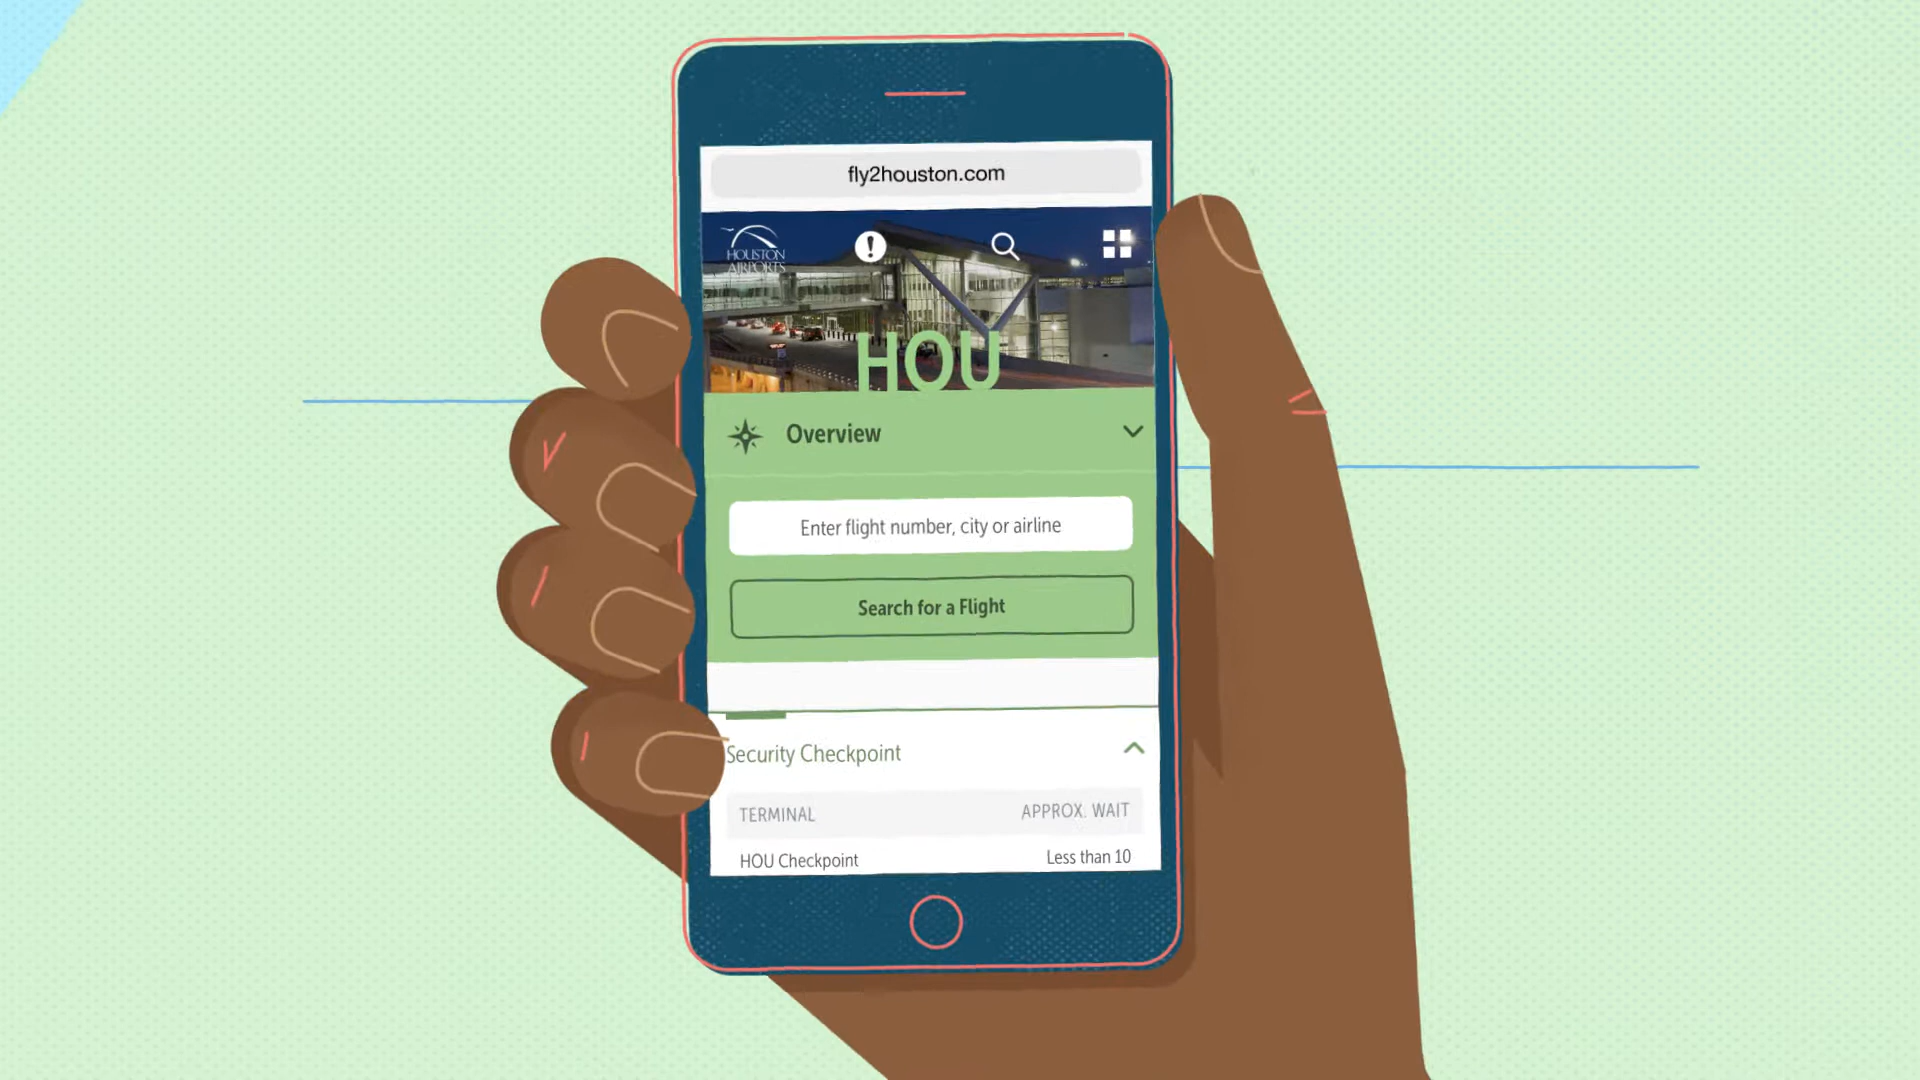 fly2houston.com
HOUSTON
AIRPORTS
HOU
Overview
Enter flight number, city or airline
Search for a Flight
Security Checkpoint
TERMINAL APPROX. WAIT
HOU Checkpoint Less than 10